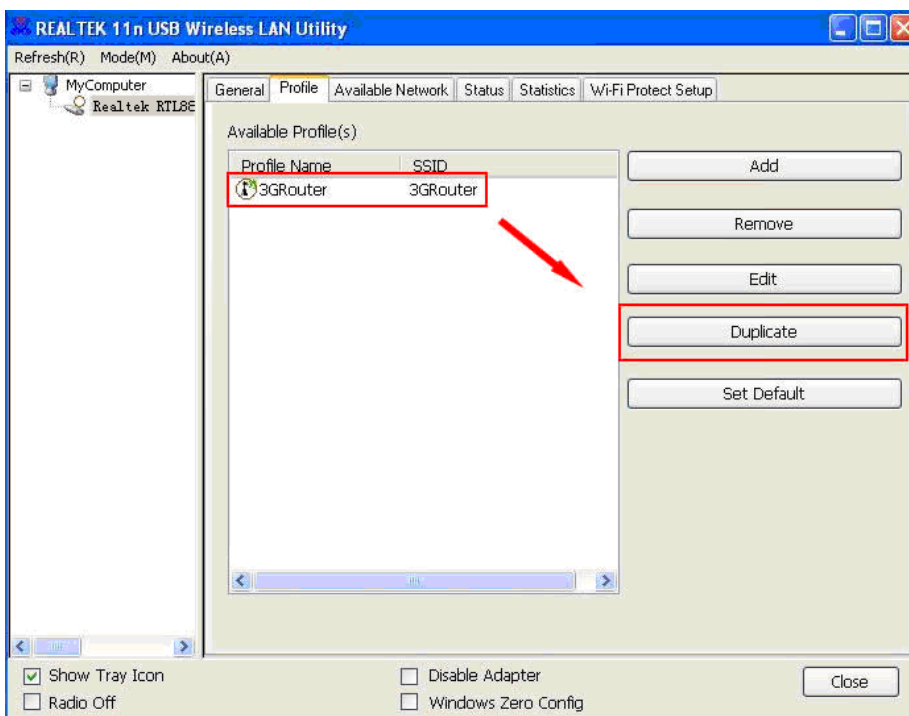 REALTEK 11n USB Wireless LAN Utility
Refresh(R) Mode(M) About(A)
MyComputer
Realtek RTL88
General Profile Available Network Status Statistics Wi-Fi Protect Setup
Available Profile(s)
Profile Name SSID
3GRouter 3GRouter
Add
Remove
Edit
Duplicate
Set Default
Show Tray Icon
Radio Off
Disable Adapter
Windows Zero Config
Close